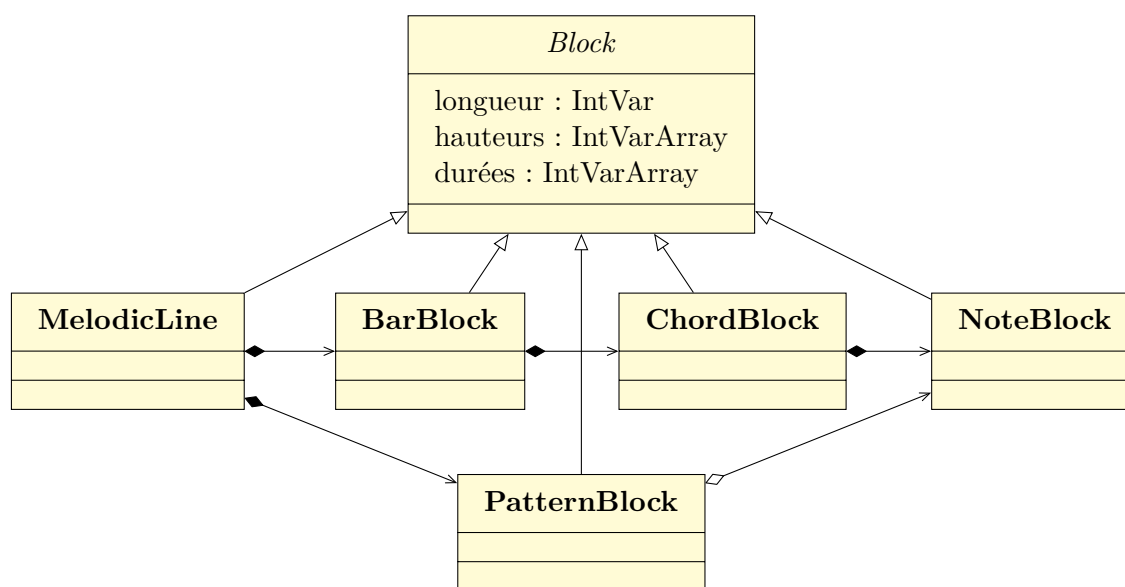 Block
longueur : IntVar
hauteurs : IntVarArray
durées : IntVarArray
MelodicLine
BarBlock
ChordBlock
NoteBlock
PatternBlock